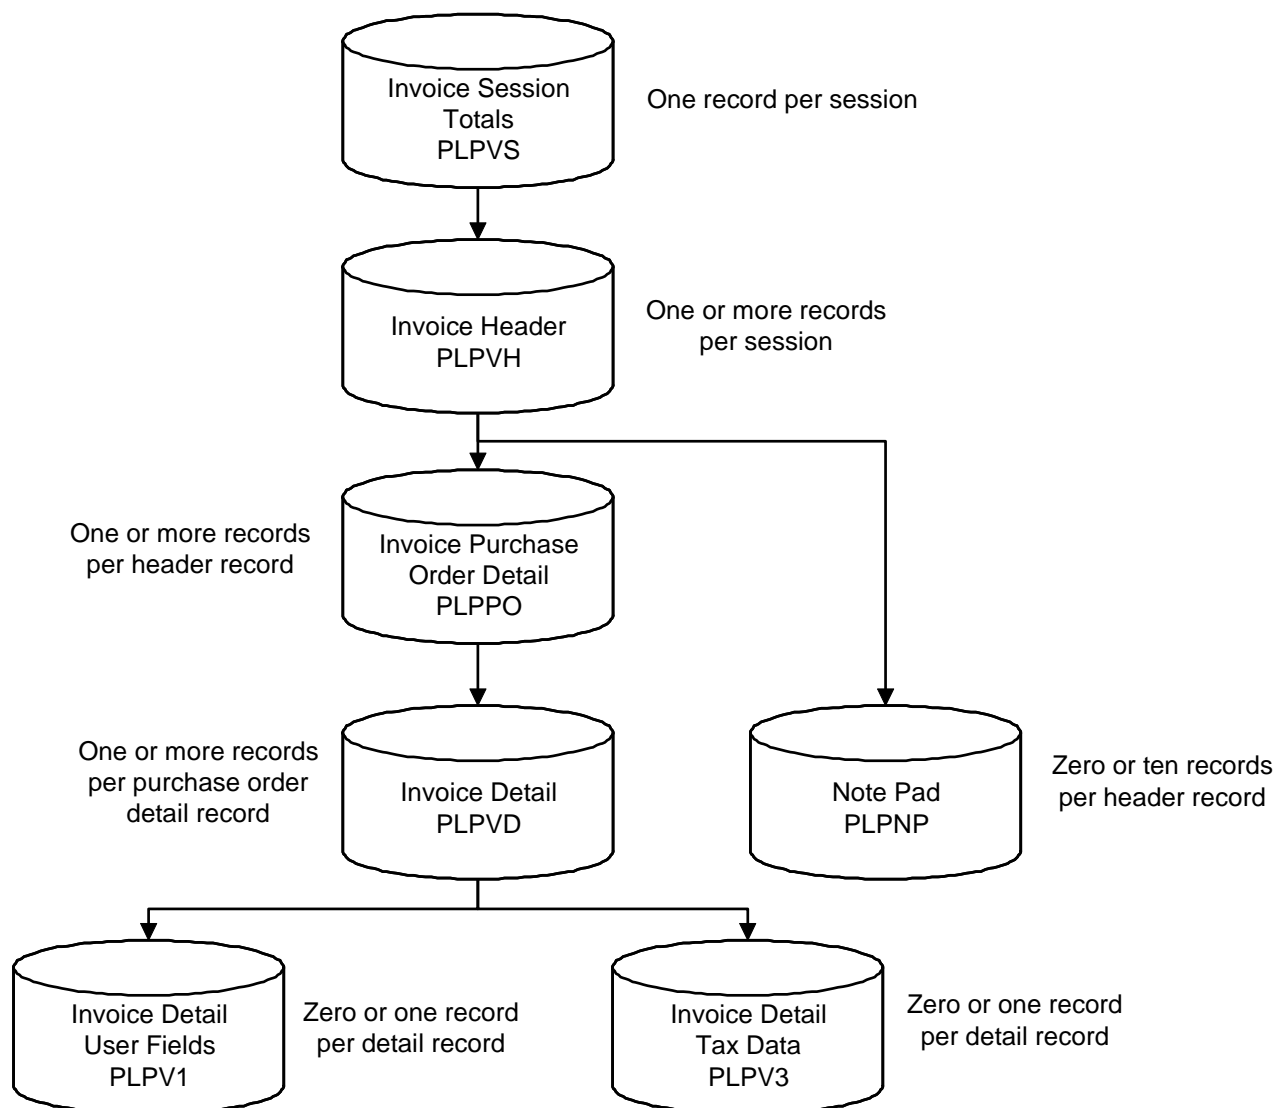 Invoice Session
Totals
PLPVS
One record per session
Invoice Header
PLPVH
One or more records
per session
One or more records
per header record
Invoice Purchase
Order Detail
PLPPO
One or more records
per purchase order
detail record
Invoice Detail
PLPVD
Note Pad
PLPNP
Zero or ten records
per header record
Invoice Detail
User Fields
PLPV1
Zero or one record
per detail record
Invoice Detail
Tax Data
PLPV3
Zero or one record
per detail record